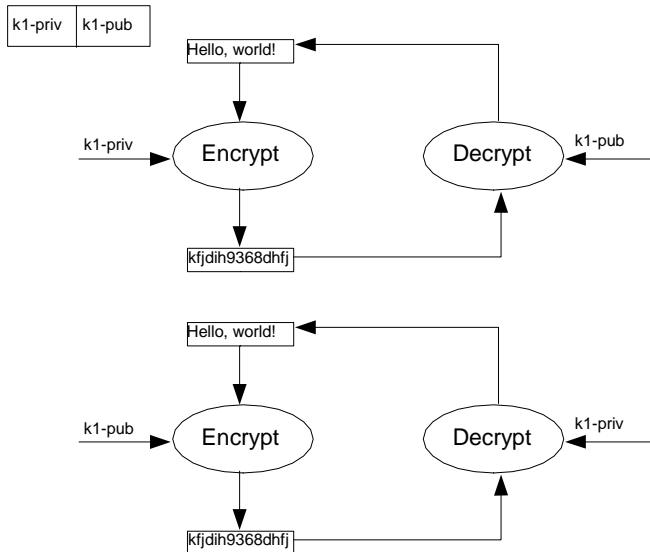 k1-priv k1-pub
Hello, world!
k1-priv
Encrypt
Decrypt
k1-pub
kfjdih9368dhfj
Hello, world!
k1-pub
Encrypt
Decrypt
k1-priv
kfjdih9368dhfj